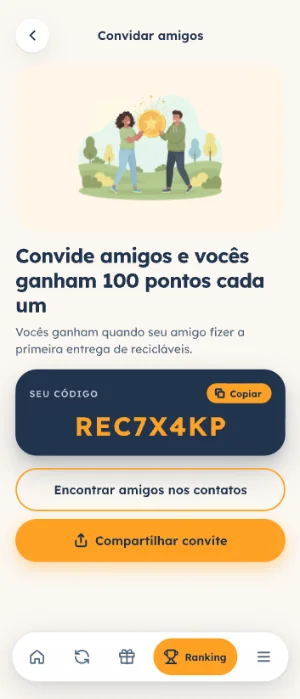 Convidar amigos
Convide amigos e vocês
ganham 100 pontos cada
um
Vocês ganham quando seu amigo fizer a
primeira entrega de recicláveis.
SEU CÓDIGO
Copiar
REC7X4KP
Encontrar amigos nos contatos
Compartilhar convite
Ranking